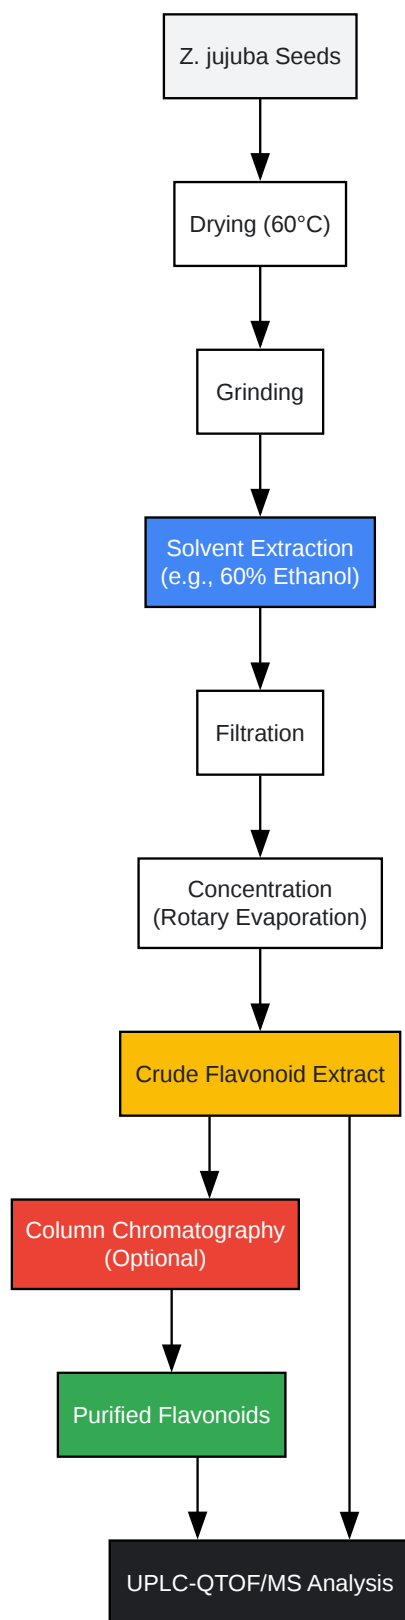 Z. jujuba Seeds
Drying (60°C)
Grinding
Solvent Extraction
(e.g., 60% Ethanol)
Filtration
Concentration
(Rotary Evaporation)
Crude Flavonoid Extract
Column Chromatography
(Optional)
Purified Flavonoids
UPLC-QTOF/MS Analysis